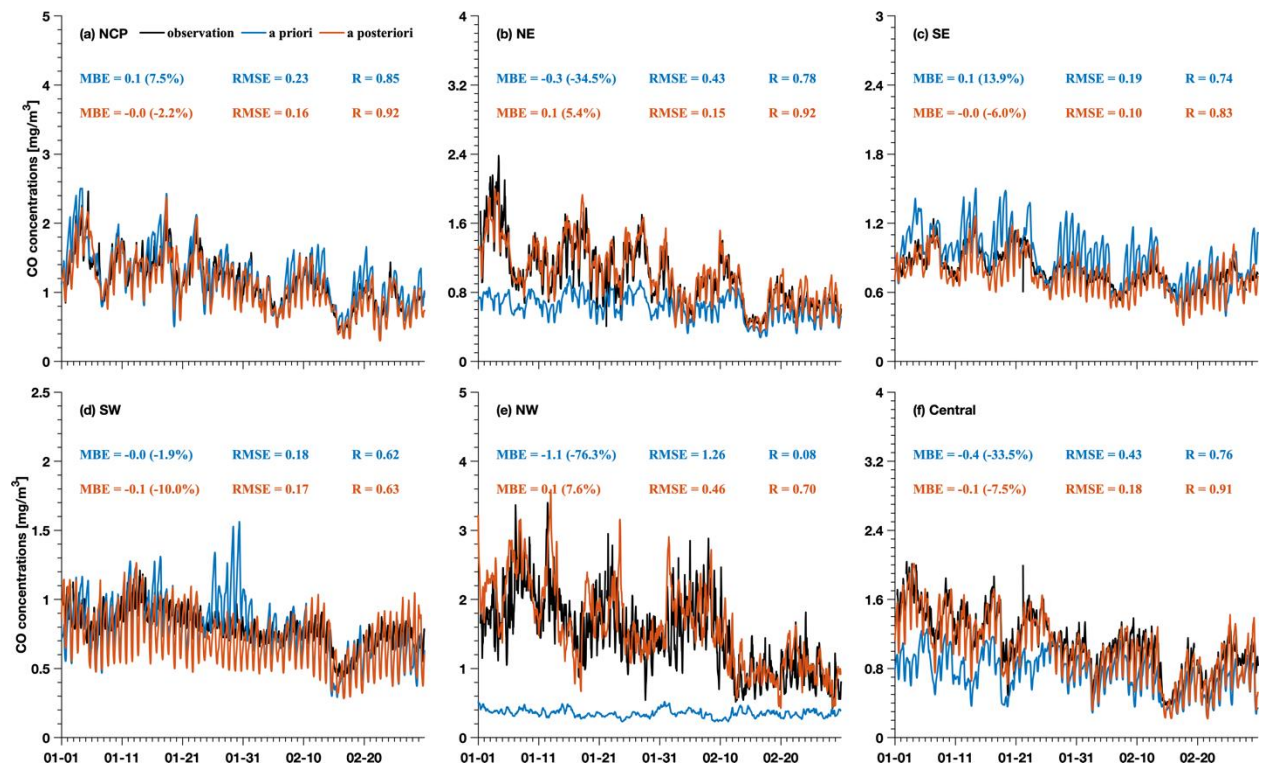 (a) NCP observation a priori a posteriori
MBE = 0.1 (7.5%) RMSE = 0.23 R = 0.85
MBE = -0.0 (-2.2%) RMSE = 0.16 R = 0.92
CO concentrations [mg/m³]
5
4
3
2
1
0
(b) NE
MBE = -0.3 (-34.5%) RMSE = 0.43 R = 0.78
MBE = 0.1 (5.4%) RMSE = 0.15 R = 0.92
4
3.2
2.4
1.6
0.8
0
(c) SE
MBE = 0.1 (13.9%) RMSE = 0.19 R = 0.74
MBE = -0.0 (-6.0%) RMSE = 0.10 R = 0.83
3
2.4
1.8
1.2
0.6
0
(d) SW
MBE = -0.0 (-1.9%) RMSE = 0.18 R = 0.62
MBE = -0.1 (-10.0%) RMSE = 0.17 R = 0.63
CO concentrations [mg/m³]
2.5
2
1.5
1
0.5
0
01-01 01-11 01-21 01-31 02-10 02-20
(e) NW
MBE = -1.1 (-76.3%) RMSE = 1.26 R = 0.08
MBE = 0.1 (7.6%) RMSE = 0.46 R = 0.70
5
4
3
2
1
0
01-01 01-11 01-21 01-31 02-10 02-20
(f) Central
MBE = -0.4 (-33.5%) RMSE = 0.43 R = 0.76
MBE = -0.1 (-7.5%) RMSE = 0.18 R = 0.91
4
3.2
2.4
1.6
0.8
0
01-01 01-11 01-21 01-31 02-10 02-20